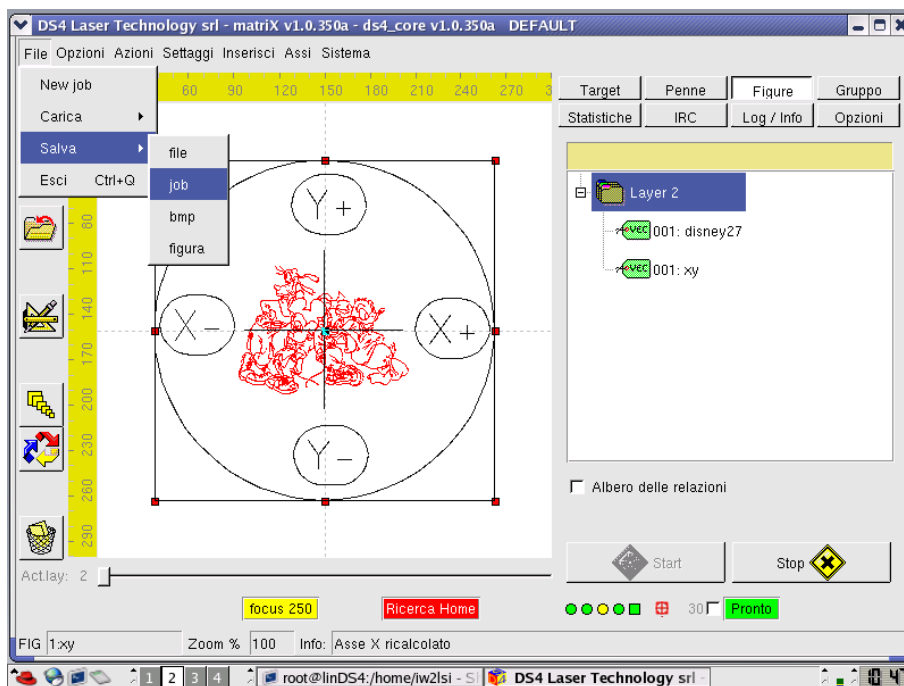 DS4 Laser Technology srl - matriX v1.0.350a - ds4_core v1.0.350a DEFAULT
File Opzioni Azioni Settaggi Inserisci Assi Sistema
New job
Carica
Salva
Esci Ctrl+Q
file
job
bmp
figura
60 90 120 150 180 210 240 270 3
80
110
140
170
200
230
260
290
Y +
X -
X +
Y -
Target Penne Figure Gruppo
Statistiche IRC Log / Info Opzioni
Layer 2
VEC 001: disney27
VEC 001: xy
Albero delle relazioni
Start Stop
Act.lay: 2
focus 250 Ricerca Home 30 Pronto
FIG 1:xy Zoom % 100 Info: Asse X ricalcolato
1 2 3 4 root@linDS4:/home/iw2lsi - S DS4 Laser Technology srl - 10 47